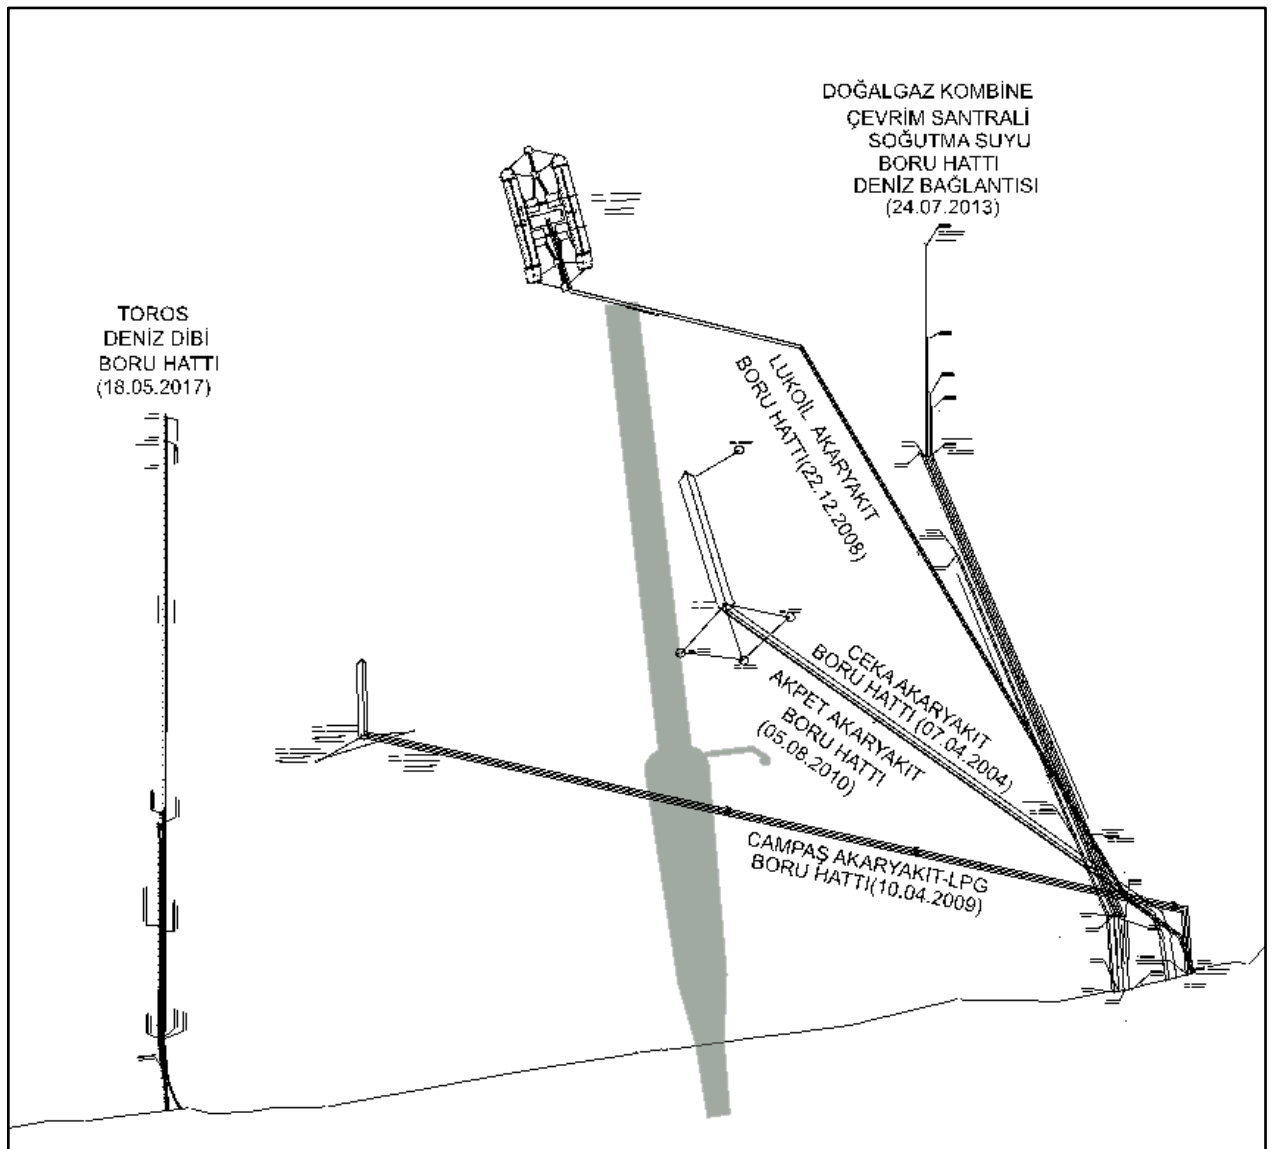 DOĞALGAZ KOMBİNE
ÇEVRİM SANTRALİ
SOĞUTMA SUYU
BORU HATTI
DENİZ BAĞLANTISI
(24.07.2013)
TOROS
DENİZ DİBİ
BORU HATTI
(18.05.2017)
LUKOİL AKARYAKIT
BORU HATTI(22.12.2008)
CEKA AKARYAKIT
BORU HATTI (07.04.2004)
AKPET AKARYAKIT
BORU HATTI
(05.08.2010)
CAMPAŞ AKARYAKIT-LPG
BORU HATTI(10.04.2009)